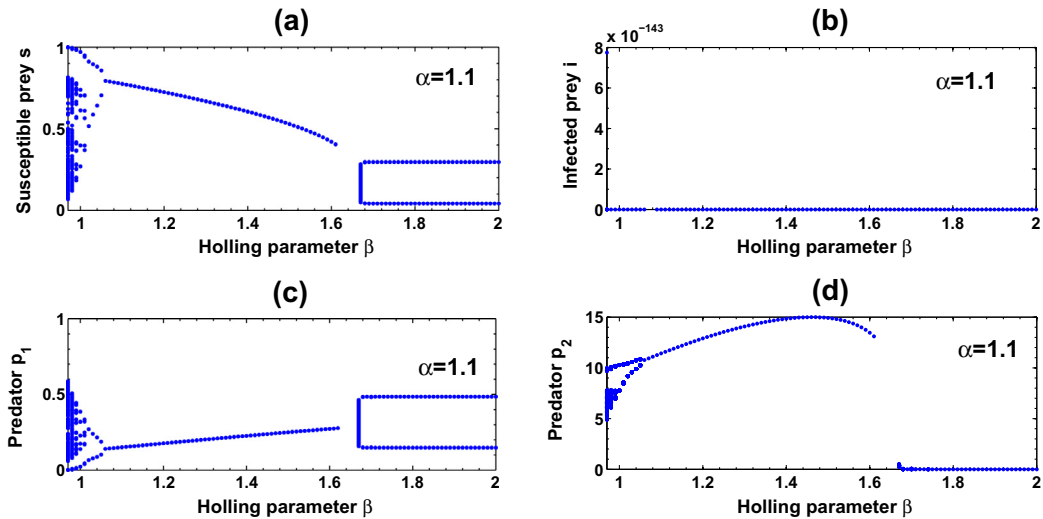 (a)
Susceptible prey s
1
0.5
0
α=1.1
1 1.2 1.4 1.6 1.8 2
Holling parameter β
(b)
x 10⁻¹⁴³
Infected prey i
8
6
4
2
0
α=1.1
1 1.2 1.4 1.6 1.8 2
Holling parameter β
(c)
Predator p₁
1
0.5
0
α=1.1
1 1.2 1.4 1.6 1.8 2
Holling parameter β
(d)
Predator p₂
15
10
5
0
α=1.1
1 1.2 1.4 1.6 1.8 2
Holling parameter β